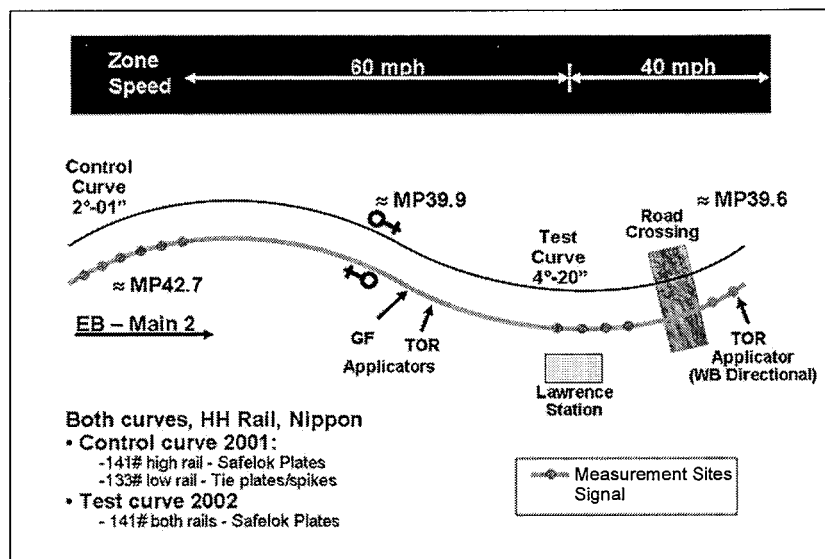 Zone
Speed
60 mph
40 mph
Control
Curve
2°-01"
≈ MP39.9
≈ MP39.6
Road
Crossing
Test
Curve
4°-20"
≈ MP42.7
EB – Main 2
GF
TOR
Applicators
TOR
Applicator
(WB Directional)
Lawrence
Station
Both curves, HH Rail, Nippon
• Control curve 2001:
-141# high rail - Safelok Plates
-133# low rail - Tie plates/spikes
• Test curve 2002
- 141# both rails - Safelok Plates
Measurement Sites
Signal